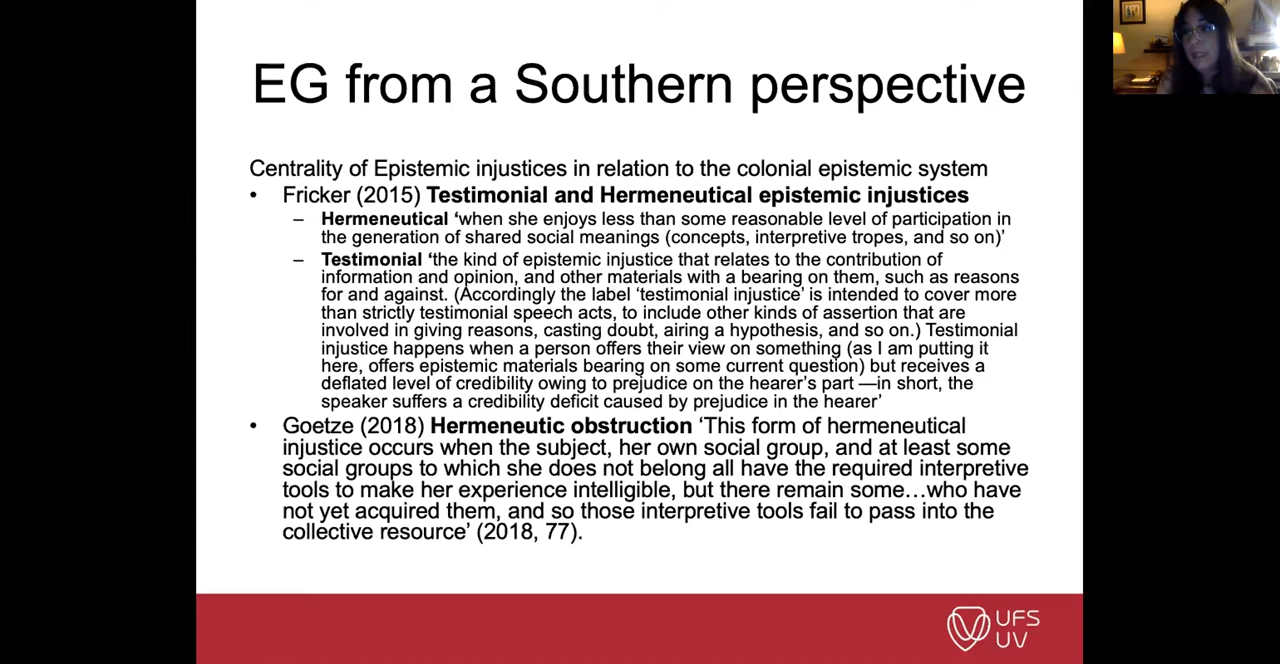 EG from a Southern perspective
Centrality of Epistemic injustices in relation to the colonial epistemic system
• Fricker (2015) Testimonial and Hermeneutical epistemic injustices
– Hermeneutical ‘when she enjoys less than some reasonable level of participation in
the generation of shared social meanings (concepts, interpretive tropes, and so on)’
– Testimonial ‘the kind of epistemic injustice that relates to the contribution of
information and opinion, and other materials with a bearing on them, such as reasons
for and against. (Accordingly the label ‘testimonial injustice’ is intended to cover more
than strictly testimonial speech acts, to include other kinds of assertion that are
involved in giving reasons, casting doubt, airing a hypothesis, and so on.) Testimonial
injustice happens when a person offers their view on something (as I am putting it
here, offers epistemic materials bearing on some current question) but receives a
deflated level of credibility owing to prejudice on the hearer’s part —in short, the
speaker suffers a credibility deficit caused by prejudice in the hearer’
• Goetze (2018) Hermeneutic obstruction ‘This form of hermeneutical
injustice occurs when the subject, her own social group, and at least some
social groups to which she does not belong all have the required interpretive
tools to make her experience intelligible, but there remain some…who have
not yet acquired them, and so those interpretive tools fail to pass into the
collective resource’ (2018, 77).
UFS
UV